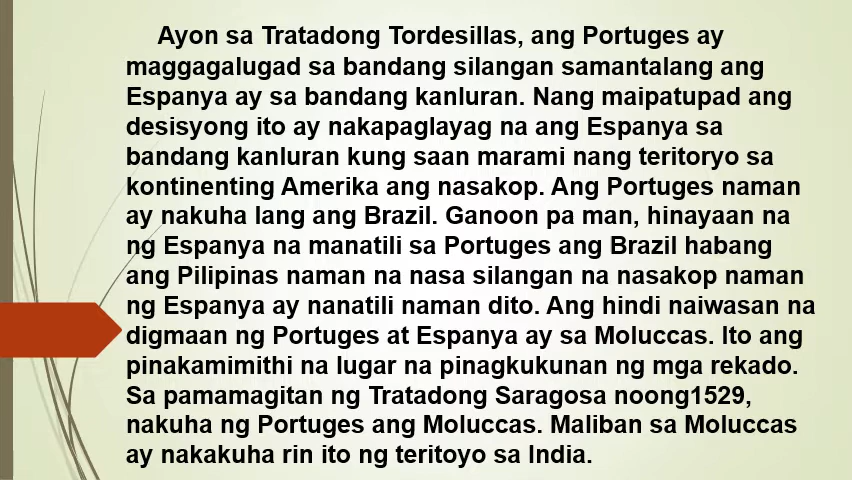 Ayon sa Tratadong Tordesillas, ang Portuges ay
maggagalugad sa bandang silangan samantalang ang
Espanya ay sa bandang kanluran. Nang maipatupad ang
desisyong ito ay nakapaglayag na ang Espanya sa
bandang kanluran kung saan marami nang teritoryo sa
kontinenting Amerika ang nasakop. Ang Portuges naman
ay nakuha lang ang Brazil. Ganoon pa man, hinayaan na
ng Espanya na manatili sa Portuges ang Brazil habang
ang Pilipinas naman na nasa silangan na nasakop naman
ng Espanya ay nanatili naman dito. Ang hindi naiwasan na
digmaan ng Portuges at Espanya ay sa Moluccas. Ito ang
pinakamimithi na lugar na pinagkukunan ng mga rekado.
Sa pamamagitan ng Tratadong Saragosa noong1529,
nakuha ng Portuges ang Moluccas. Maliban sa Moluccas
ay nakakuha rin ito ng teritoyo sa India.